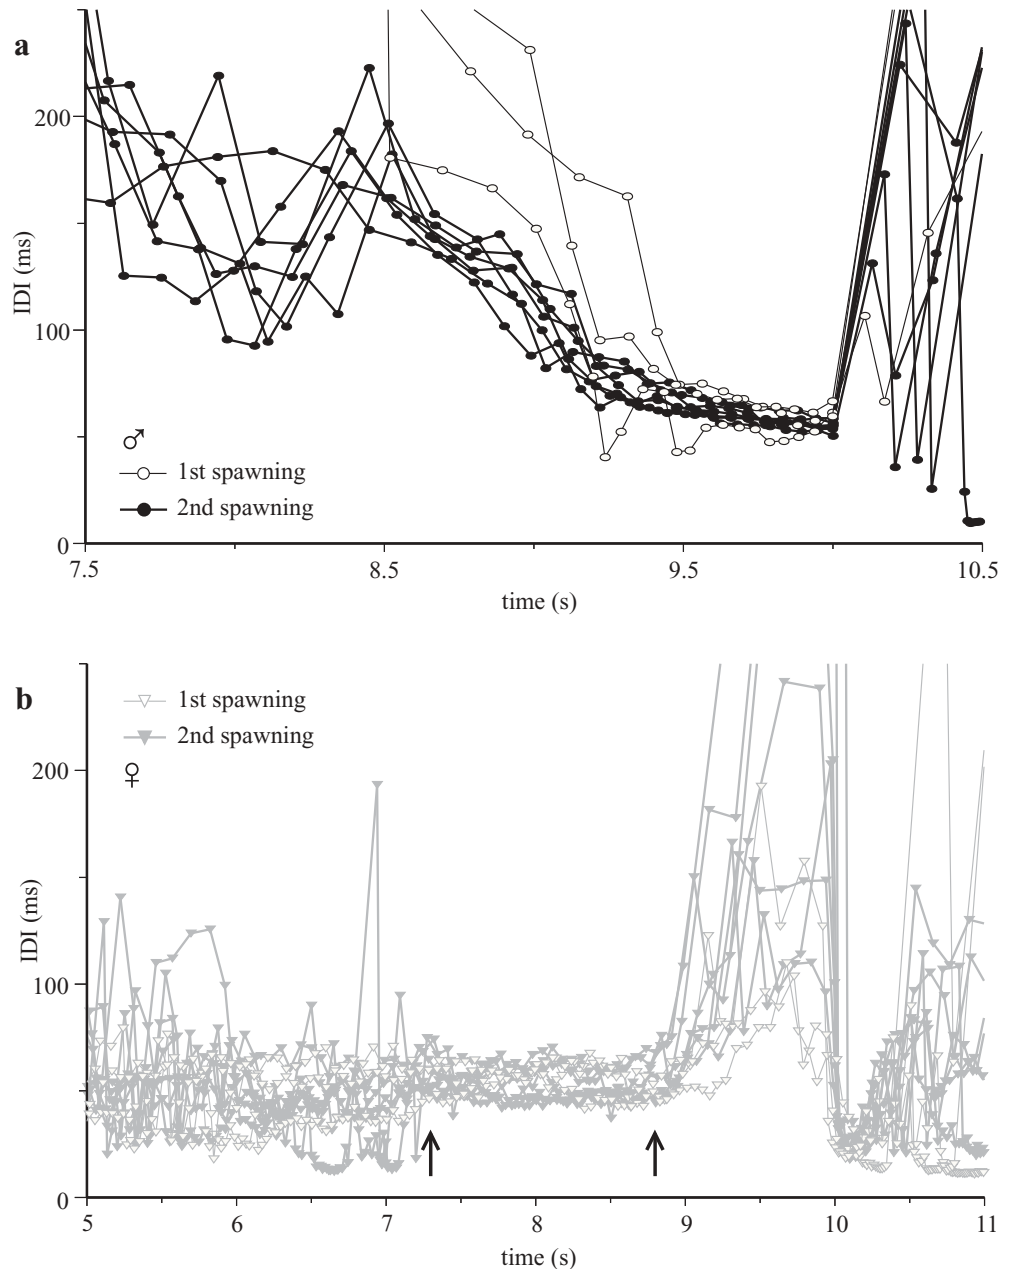 a
200
100
0
IDI (ms)
♂
1st spawning
2nd spawning
7.5 8.5 9.5 10.5
time (s)
b
1st spawning
2nd spawning
♀
200
100
0
IDI (ms)
5 6 7 8 9 10 11
time (s)